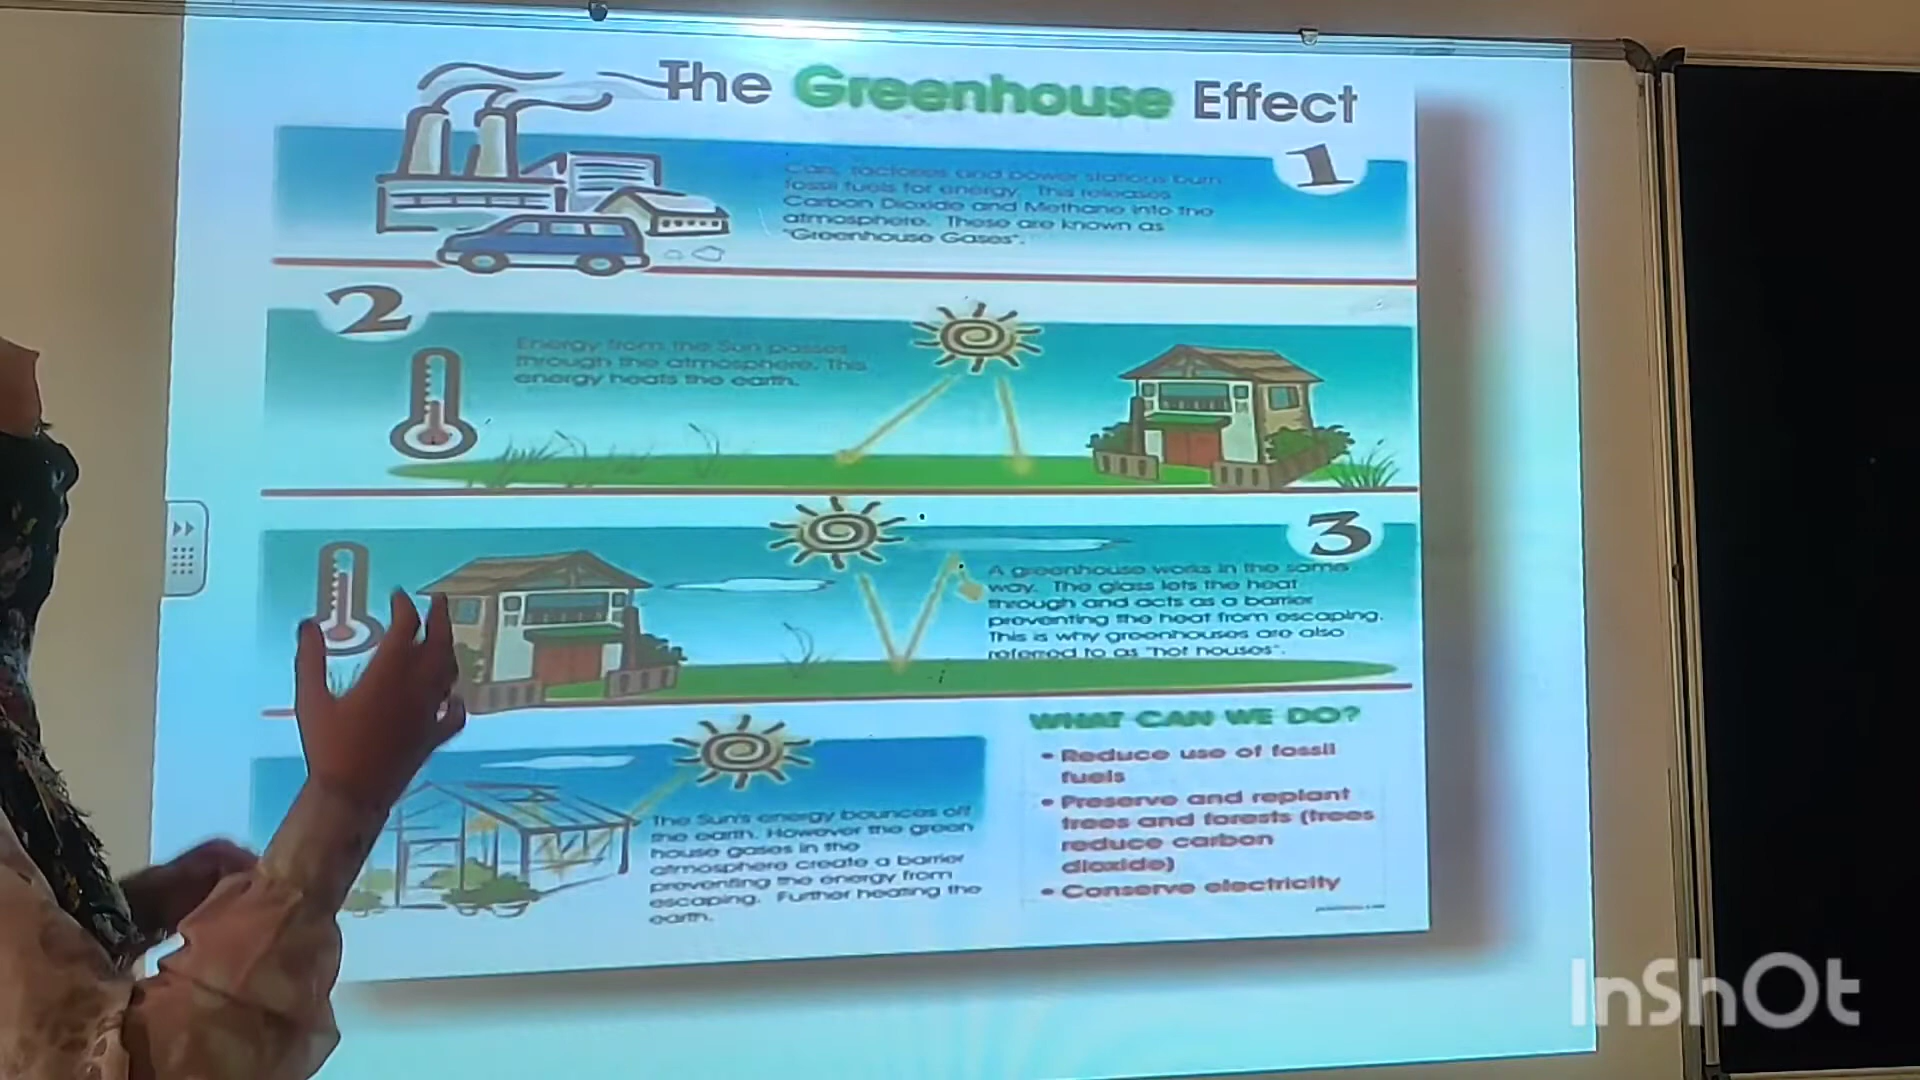 The Greenhouse Effect
1
Cars, factories and power stations burn
fossil fuels for energy. This releases
Carbon Dioxide and Methane into the
atmosphere. These are known as
"Greenhouse Gases".
2
Energy from the Sun passes
through the atmosphere. This
energy heats the earth.
3
A greenhouse works in the same
way. The glass lets the heat
through and acts as a barrier
preventing the heat from escaping.
This is why greenhouses are also
referred to as "hot houses".
The Sun's energy bounces off
the earth. However the green
house gases in the
atmosphere create a barrier
preventing the energy from
escaping. Further heating the
earth.
WHAT CAN WE DO?
• Reduce use of fossil
fuels
• Preserve and replant
trees and forests (trees
reduce carbon
dioxide)
• Conserve electricity
InShOt